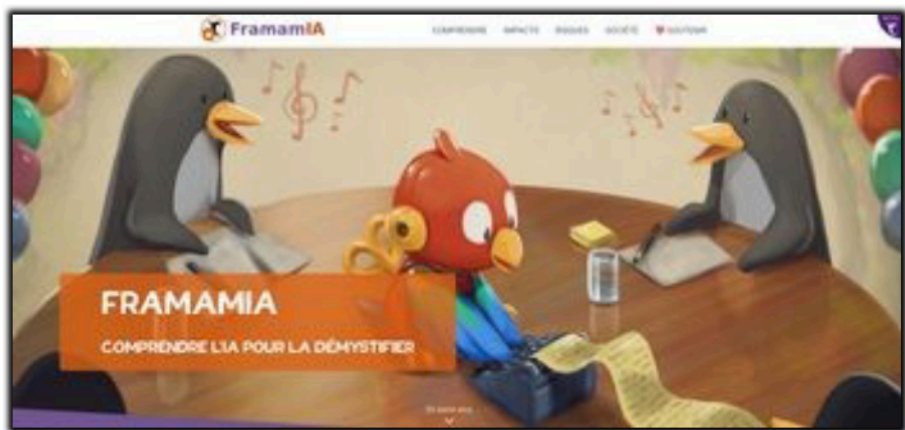 FramamIA
COMPRENDRE IMPACTS RISQUES SOCIÉTÉ SOUTENIR
FRAMAMIA
COMPRENDRE L'IA POUR LA DÉMYSTIFIER